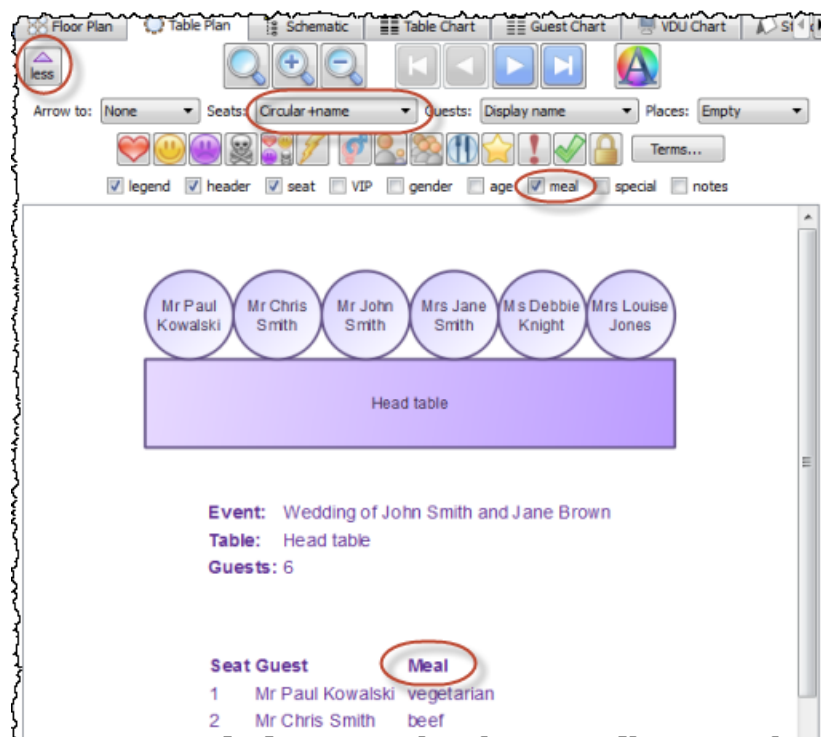 Floor Plan Table Plan Schematic Table Chart Guest Chart VDU Chart
less
Arrow to: None Seats: Circular +name Guests: Display name Places: Empty
Terms...
legend header seat VIP gender age meal special notes
Mr Paul Kowalski Mr Chris Smith Mr John Smith Mrs Jane Smith Ms Debbie Knight Mrs Louise Jones
Head table
Event: Wedding of John Smith and Jane Brown
Table: Head table
Guests: 6
Seat Guest Meal
1 Mr Paul Kowalski vegetarian
2 Mr Chris Smith beef